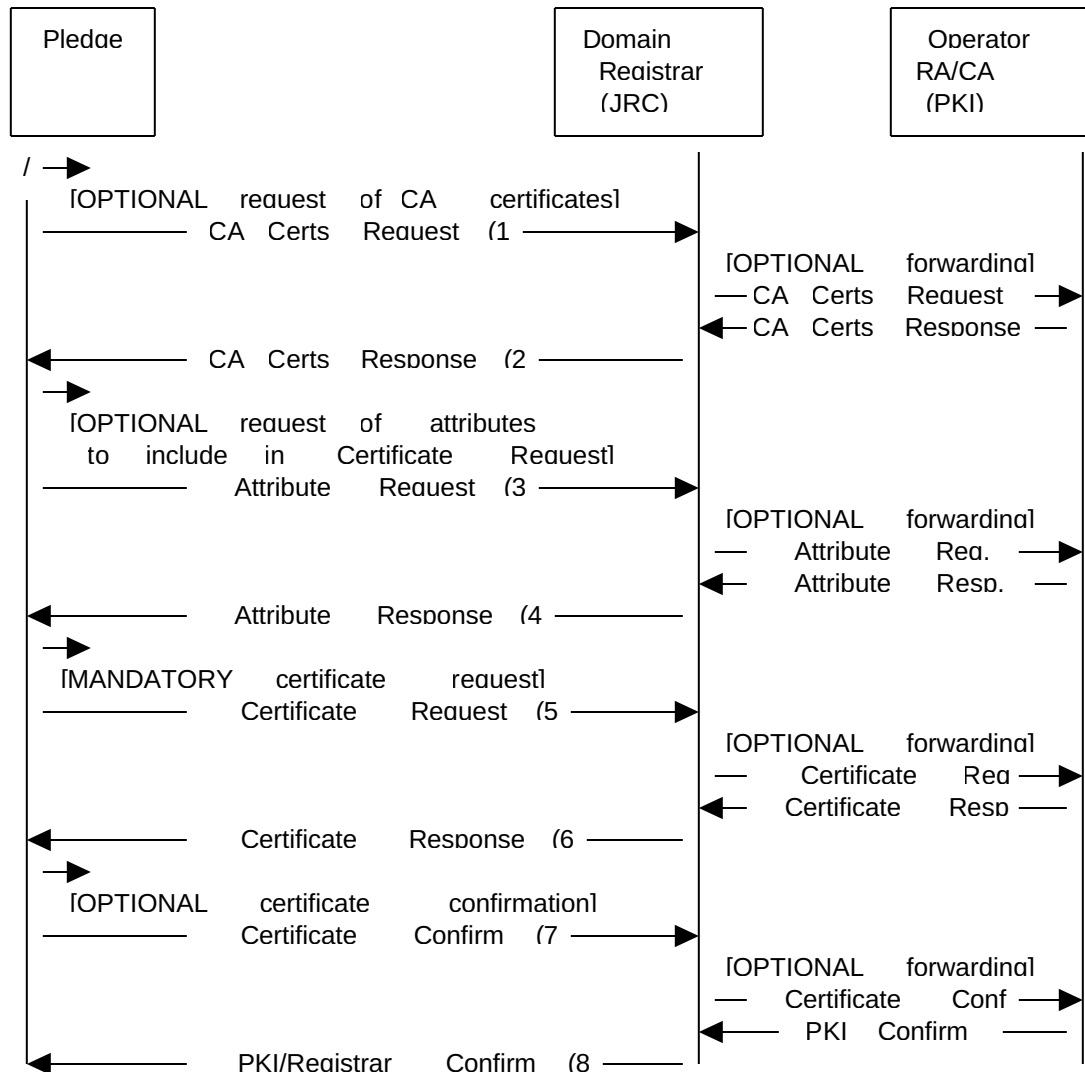 Pledge
Domain
Registrar
(JRC)
Operator
RA/CA
(PKI)
/
[OPTIONAL request of CA certificates]
CA Certs Request (1
[OPTIONAL forwarding]
CA Certs Request
CA Certs Response
CA Certs Response (2
[OPTIONAL request of attributes
to include in Certificate Request]
Attribute Request (3
[OPTIONAL forwarding]
Attribute Req.
Attribute Resp.
Attribute Response (4
[MANDATORY certificate request]
Certificate Request (5
[OPTIONAL forwarding]
Certificate Req
Certificate Resp
Certificate Response (6
[OPTIONAL certificate confirmation]
Certificate Confirm (7
[OPTIONAL forwarding]
Certificate Conf
PKI Confirm
PKI/Registrar Confirm (8